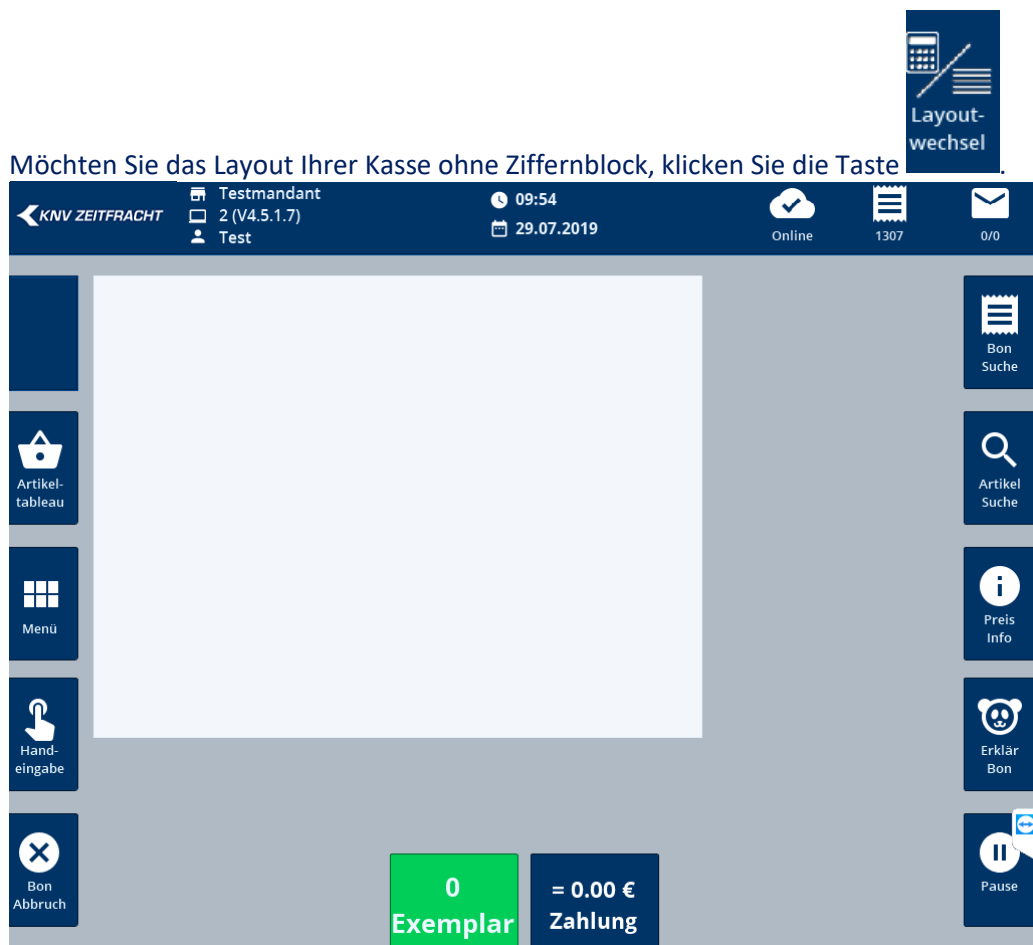 Layout-
wechsel
Möchten Sie das Layout Ihrer Kasse ohne Ziffernblock, klicken Sie die Taste .
KNV ZEITFRACHT
Testmandant
2 (V4.5.1.7)
Test
09:54
29.07.2019
Online
1307
0/0
Bon
Suche
Artikel-
tableau
Artikel
Suche
Menü
Preis
Info
Hand-
eingabe
Erklär
Bon
Bon
Abbruch
0
Exemplar
= 0.00 €
Zahlung
Pause